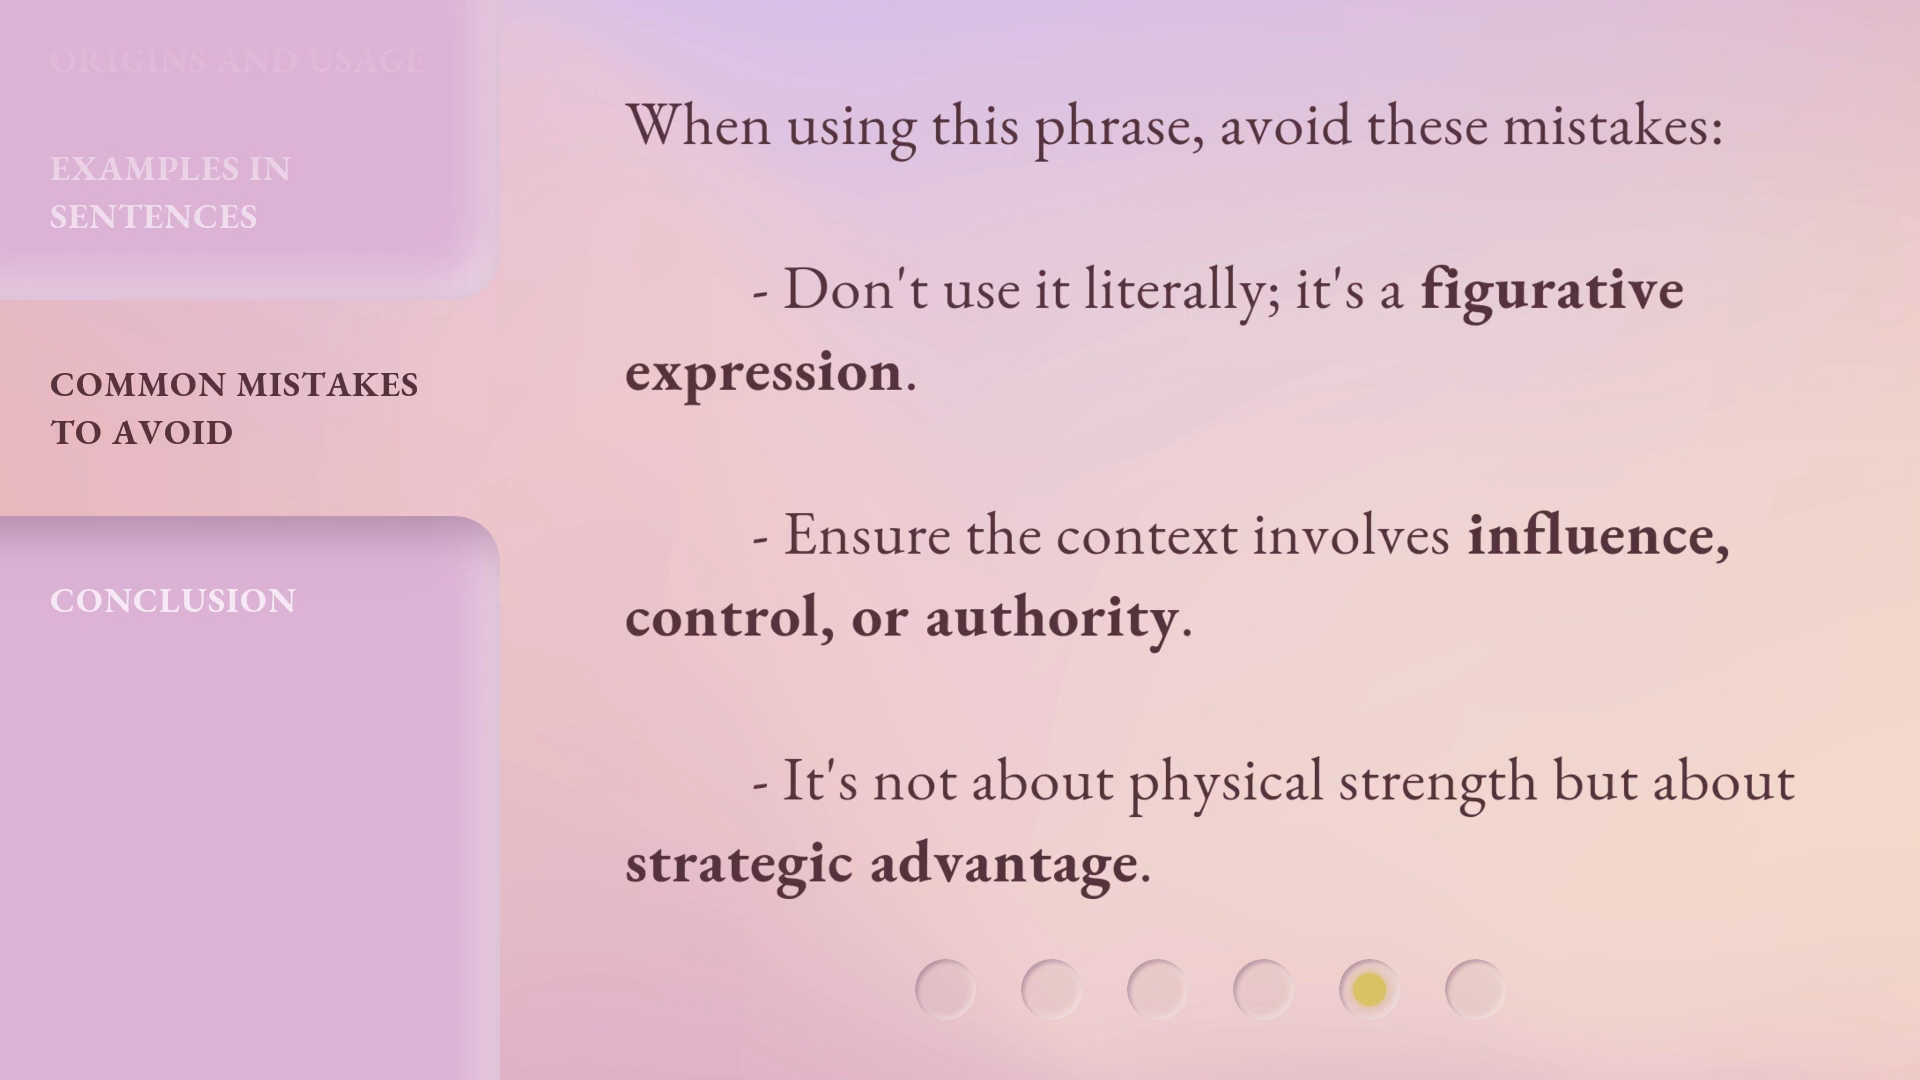 ORIGINS AND USAGE
EXAMPLES IN
SENTENCES
COMMON MISTAKES
TO AVOID
CONCLUSION
When using this phrase, avoid these mistakes:
- Don't use it literally; it's a figurative
expression.
- Ensure the context involves influence,
control, or authority.
- It's not about physical strength but about
strategic advantage.